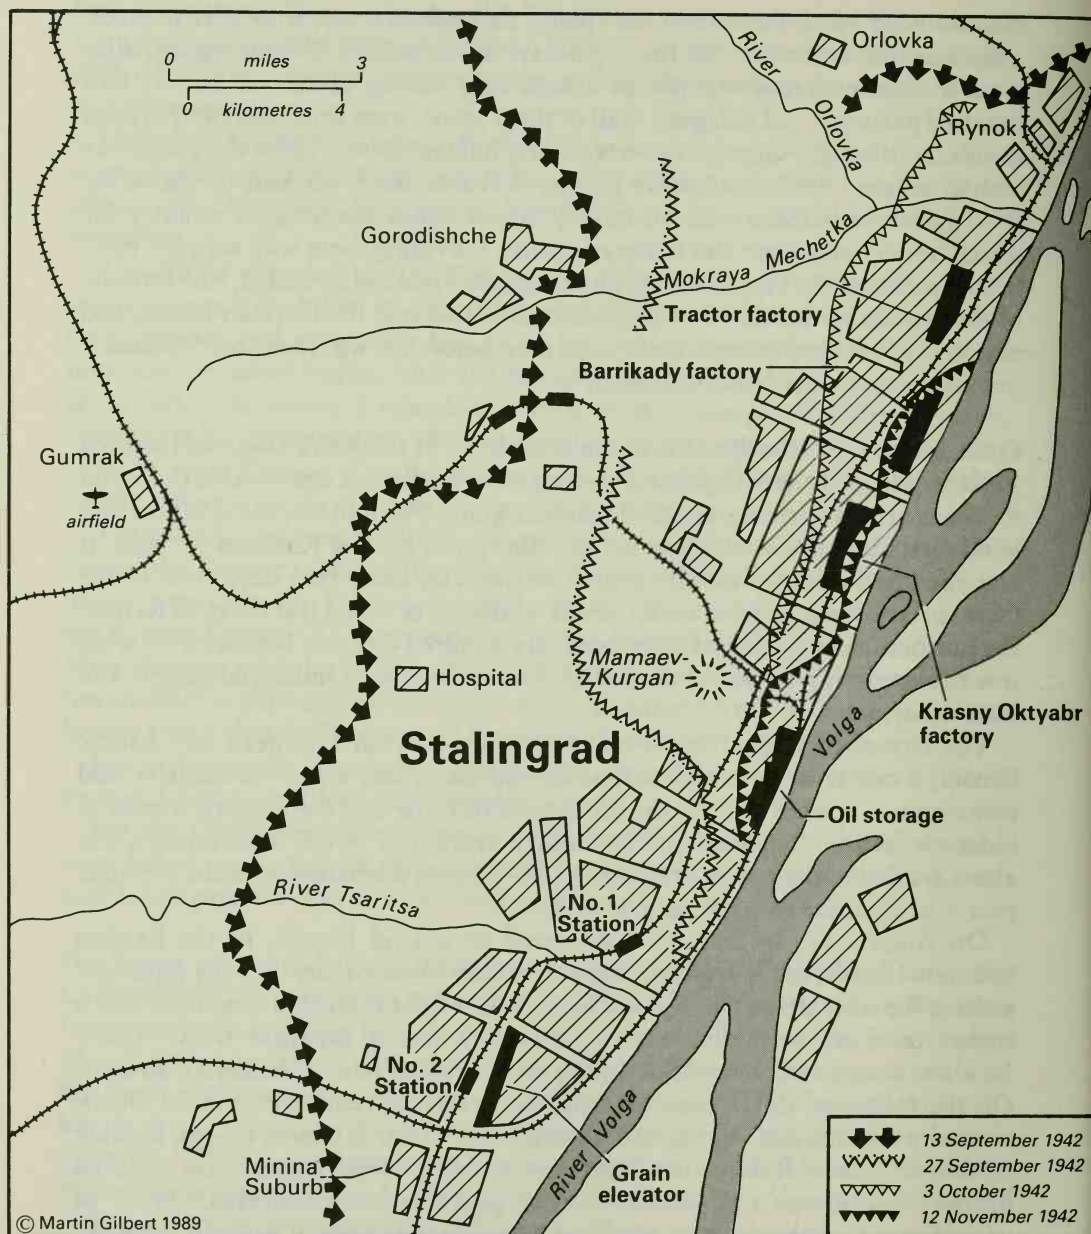 0 miles 3
0 kilometres 4
River Orlovka
Orlovka
Rynok
Gorodishche
Mokraya Mechetka
Tractor factory
Barrikady factory
Gumrak
airfield
Mamaev-
Kurgan
Hospital
Krasny Oktyabr
factory
Volga
Stalingrad
Oil storage
River Tsaritsa
No.1
Station
No. 2
Station
River Volga
Grain
elevator
Minina
Suburb
13 September 1942
27 September 1942
3 October 1942
12 November 1942
© Martin Gilbert 1989